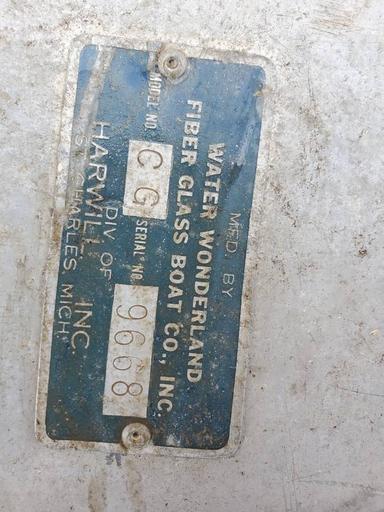 MFD. BY
WATER WONDERLAND
FIBER GLASS BOAT CO., INC.
MODEL NO. CG SERIAL NO. 9668
DIV. OF
HARWILL INC.
ST. CHARLES MICH.